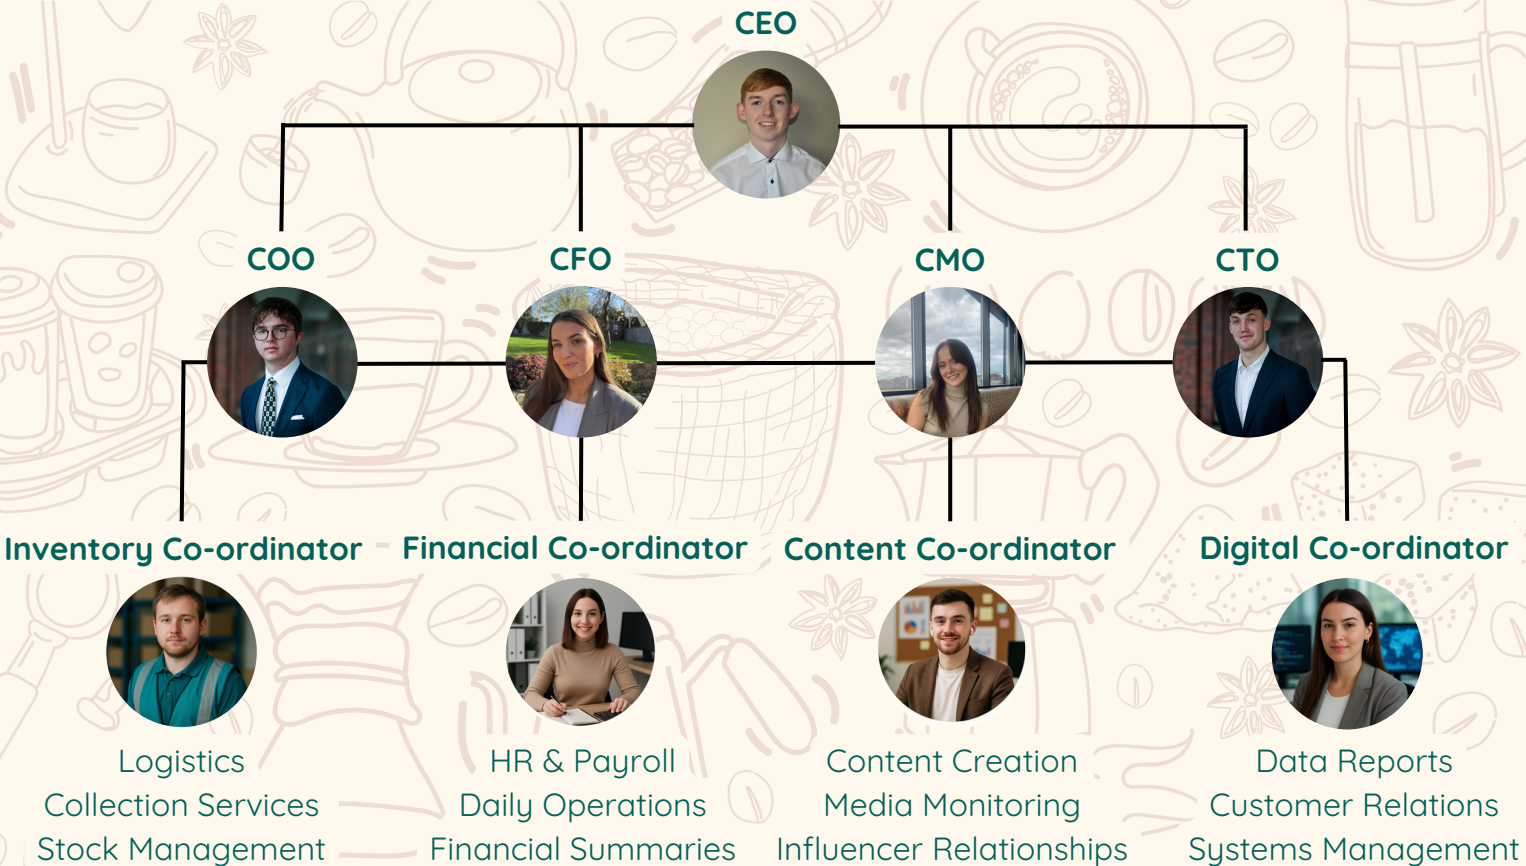 CEO
COO
CFO
CMO
CTO
Inventory Co-ordinator
Financial Co-ordinator
Content Co-ordinator
Digital Co-ordinator
Logistics
Collection Services
Stock Management
HR & Payroll
Daily Operations
Financial Summaries
Content Creation
Media Monitoring
Influencer Relationships
Data Reports
Customer Relations
Systems Management